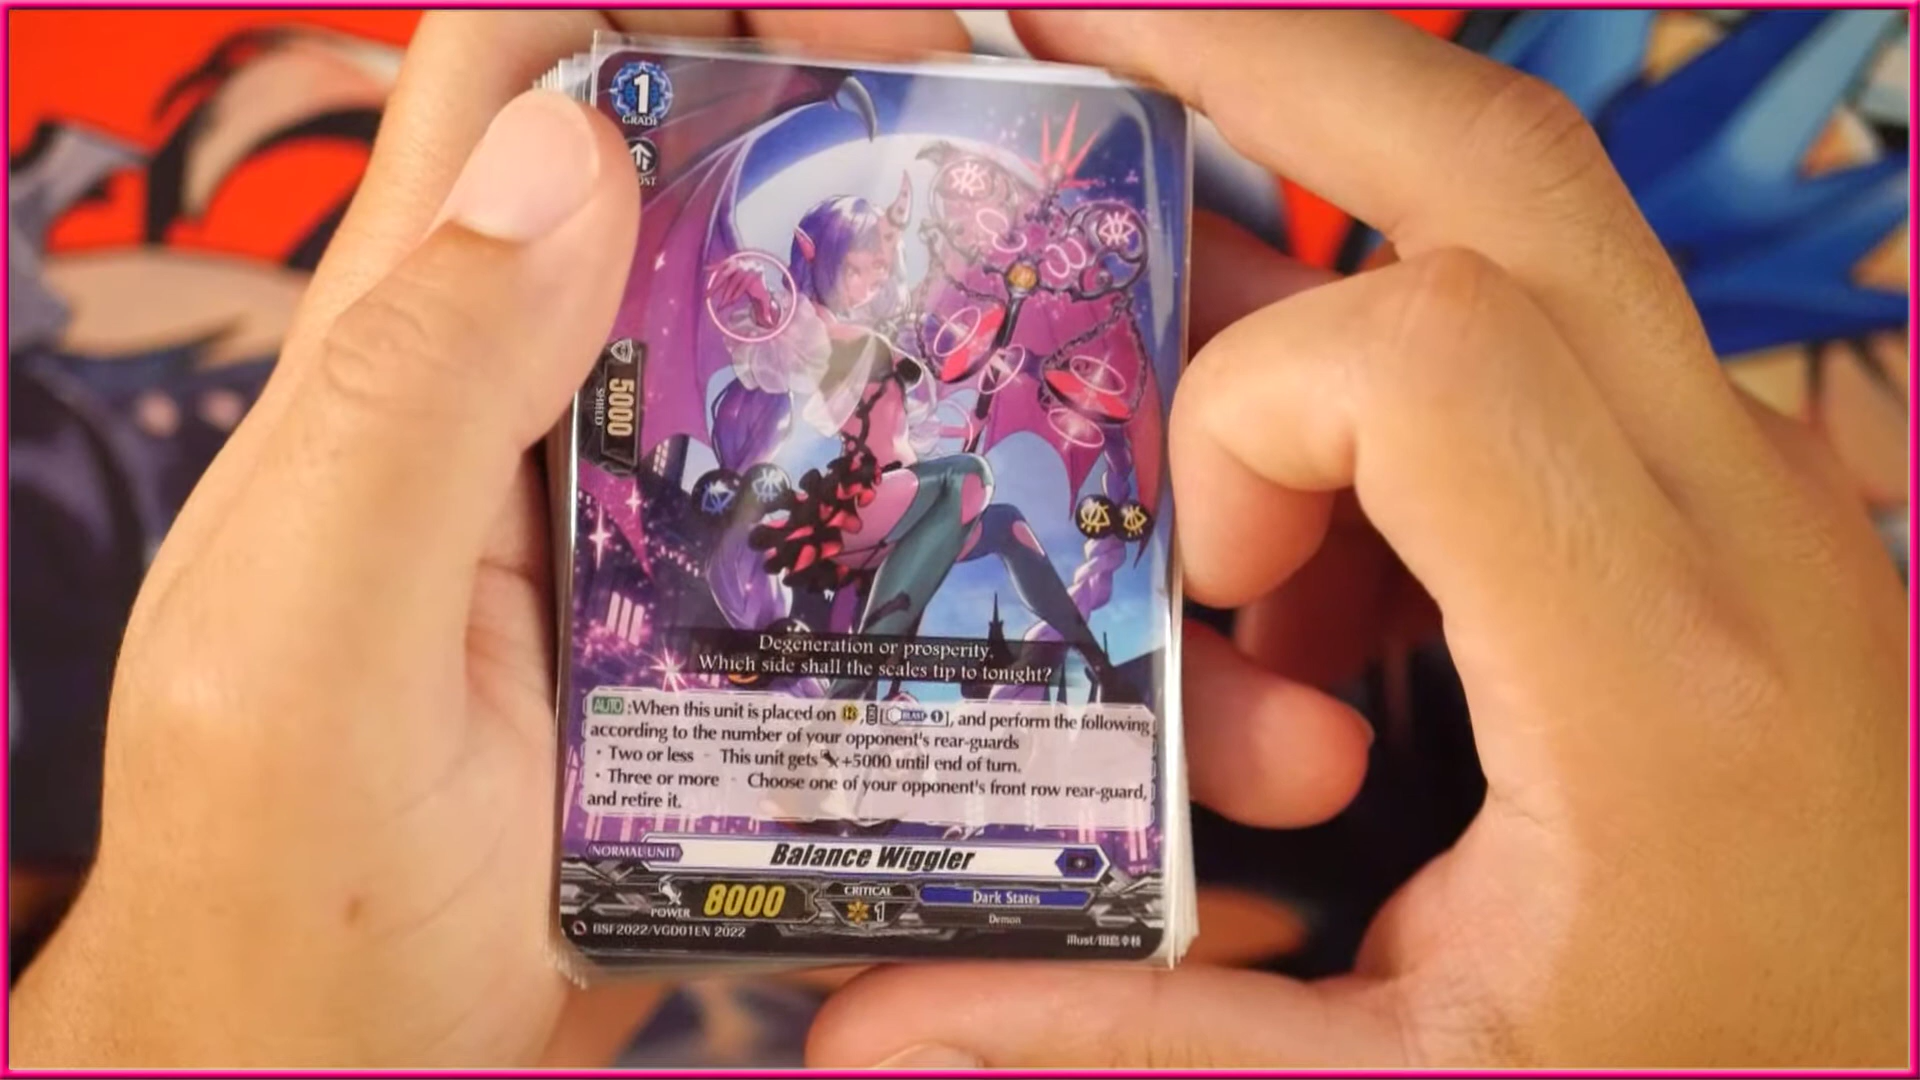 1
GRADE
5000
SHIELD
Degeneration or prosperity.
Which side shall the scales tip to tonight?
AUTO :When this unit is placed on , [ BLAST 1], and perform the following
according to the number of your opponent's rear-guards
・Two or less - This unit gets +5000 until end of turn.
・Three or more - Choose one of your opponent's front row rear-guard,
and retire it.
NORMAL UNIT
Balance Wiggler
POWER 8000
CRITICAL
1
Dark States
Demon
BSF2022/VGD01EN 2022
illust/